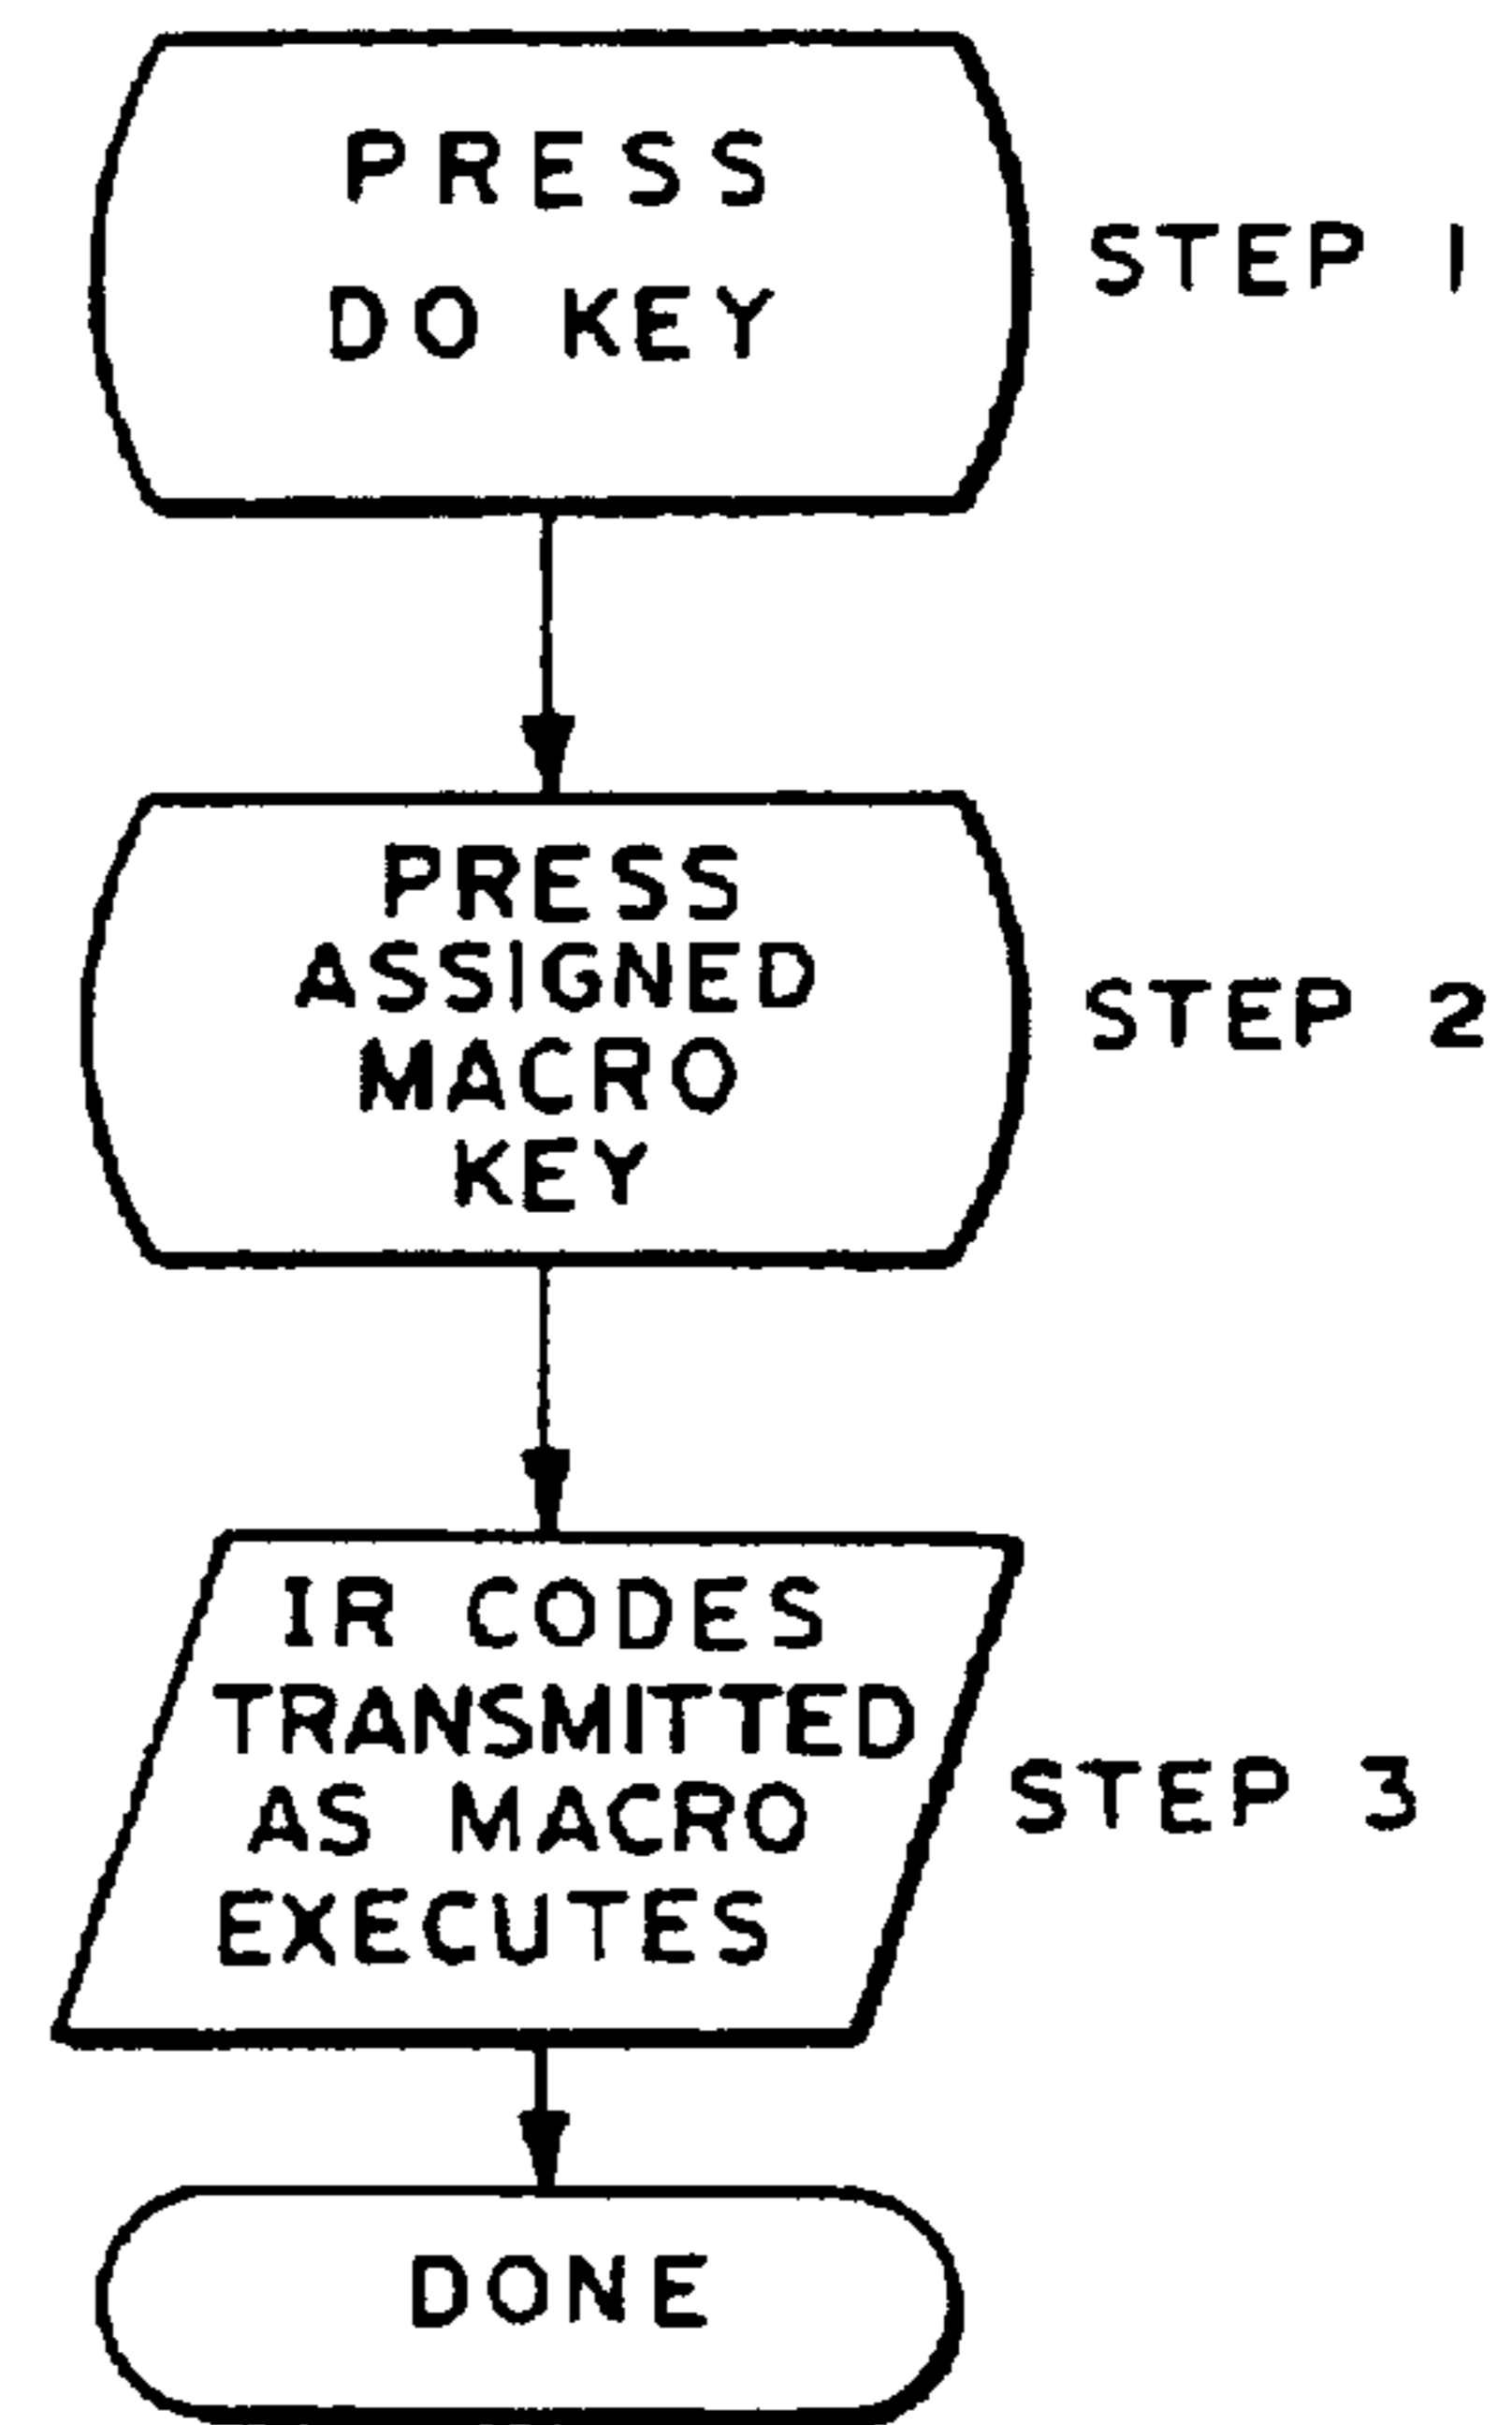 PRESS
DO KEY
STEP 1
PRESS
ASSIGNED
MACRO
KEY
STEP 2
IR CODES
TRANSMITTED
AS MACRO
EXECUTES
STEP 3
DONE